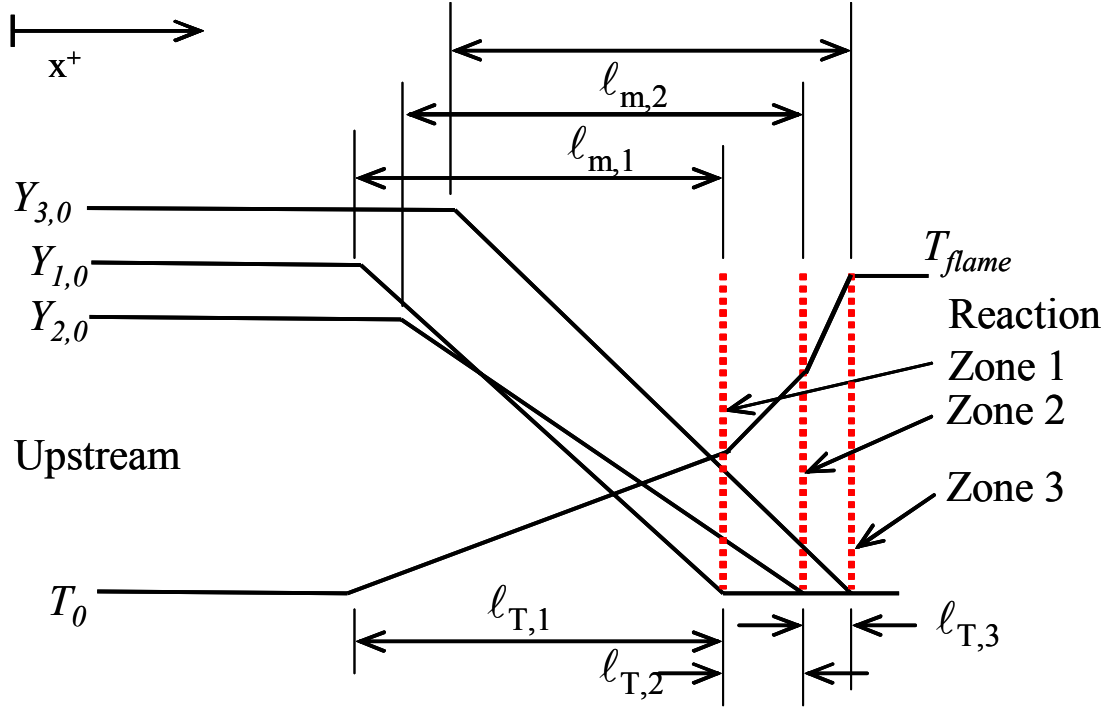 x⁺
ℓm,2
ℓm,1
Y3,0
Y1,0
Y2,0
Tflame
Reaction
Zone 1
Zone 2
Upstream
Zone 3
T0
ℓT,1
ℓT,3
ℓT,2